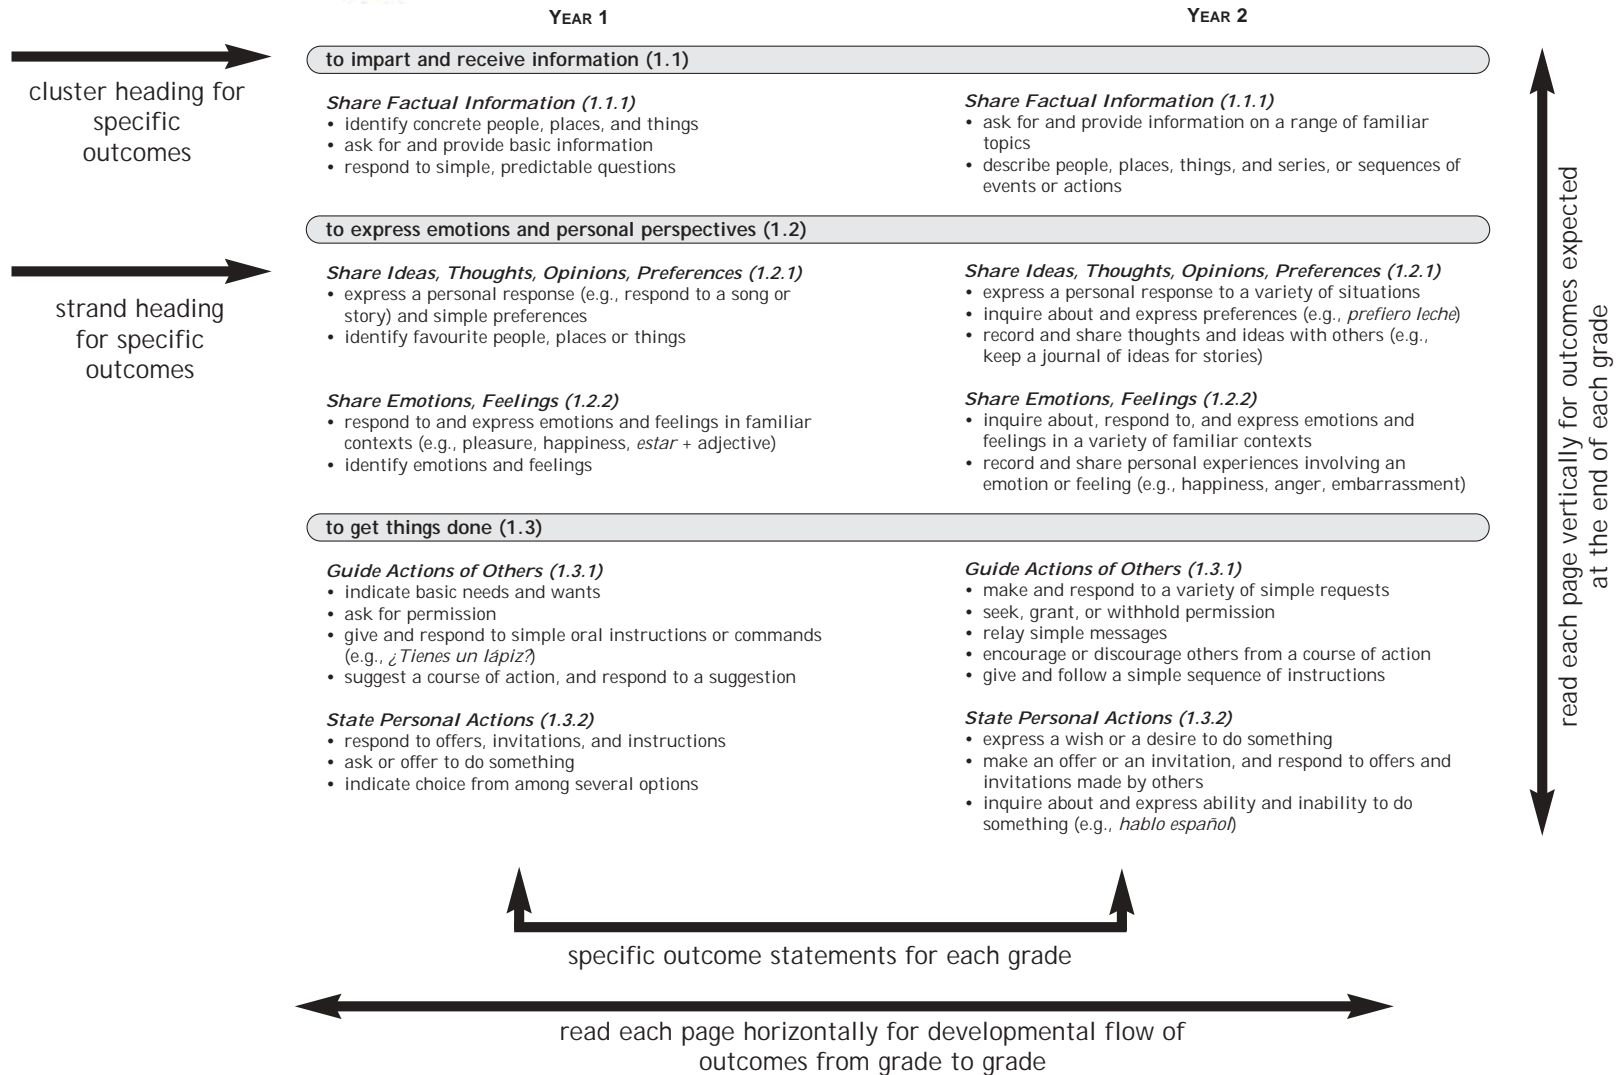 YEAR 1
YEAR 2
cluster heading for
specific
outcomes
to impart and receive information (1.1)
Share Factual Information (1.1.1)
• identify concrete people, places, and things
• ask for and provide basic information
• respond to simple, predictable questions
Share Factual Information (1.1.1)
• ask for and provide information on a range of familiar
topics
• describe people, places, things, and series, or sequences of
events or actions
strand heading
for specific
outcomes
to express emotions and personal perspectives (1.2)
Share Ideas, Thoughts, Opinions, Preferences (1.2.1)
• express a personal response (e.g., respond to a song or
story) and simple preferences
• identify favourite people, places or things
Share Ideas, Thoughts, Opinions, Preferences (1.2.1)
• express a personal response to a variety of situations
• inquire about and express preferences (e.g., prefiero leche)
• record and share thoughts and ideas with others (e.g.,
keep a journal of ideas for stories)
Share Emotions, Feelings (1.2.2)
• respond to and express emotions and feelings in familiar
contexts (e.g., pleasure, happiness, estar + adjective)
• identify emotions and feelings
Share Emotions, Feelings (1.2.2)
• inquire about, respond to, and express emotions and
feelings in a variety of familiar contexts
• record and share personal experiences involving an
emotion or feeling (e.g., happiness, anger, embarrassment)
to get things done (1.3)
Guide Actions of Others (1.3.1)
• indicate basic needs and wants
• ask for permission
• give and respond to simple oral instructions or commands
(e.g., ¿Tienes un lápiz?)
• suggest a course of action, and respond to a suggestion
Guide Actions of Others (1.3.1)
• make and respond to a variety of simple requests
• seek, grant, or withhold permission
• relay simple messages
• encourage or discourage others from a course of action
• give and follow a simple sequence of instructions
State Personal Actions (1.3.2)
• respond to offers, invitations, and instructions
• ask or offer to do something
• indicate choice from among several options
State Personal Actions (1.3.2)
• express a wish or a desire to do something
• make an offer or an invitation, and respond to offers and
invitations made by others
• inquire about and express ability and inability to do
something (e.g., hablo español)
read each page vertically for outcomes expected
at the end of each grade
specific outcome statements for each grade
read each page horizontally for developmental flow of
outcomes from grade to grade